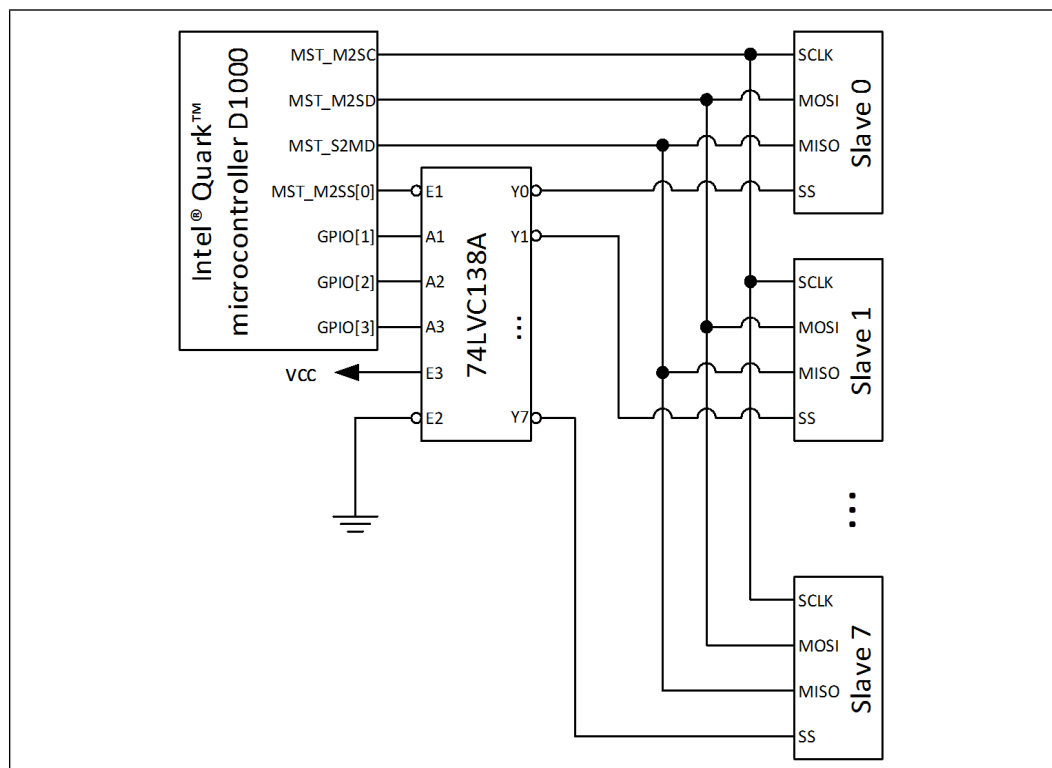 Intel® Quark™
microcontroller D1000
MST_M2SC
MST_M2SD
MST_S2MD
MST_M2SS[0]
GPIO[1]
GPIO[2]
GPIO[3]
VCC
74LVC138A
E1
A1
A2
A3
E3
E2
Y0
Y1
...
Y7
Slave 0
SCLK
MOSI
MISO
SS
Slave 1
SCLK
MOSI
MISO
SS
...
Slave 7
SCLK
MOSI
MISO
SS